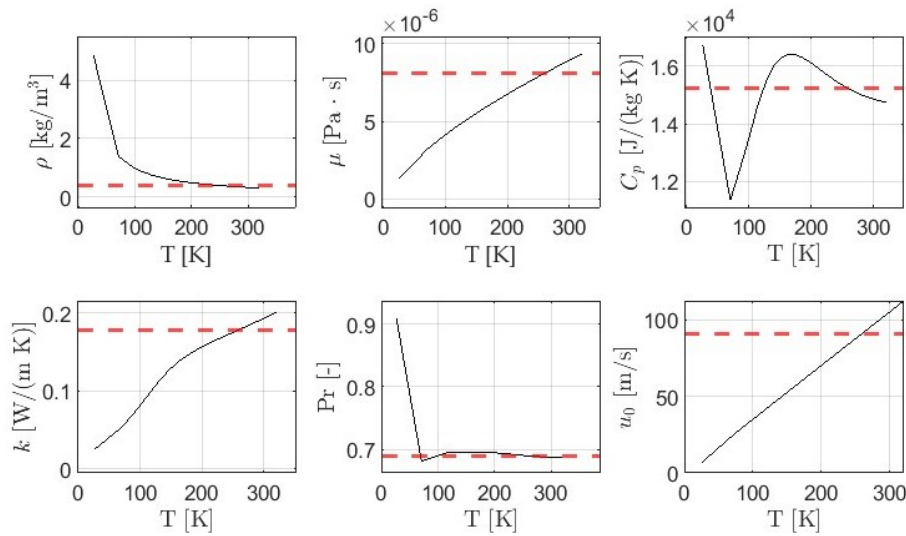 ρ [kg/m³]
4
2
0
0 100 200 300
T [K]
×10⁻⁶
μ [Pa · s]
10
5
0
0 100 200 300
T [K]
×10⁴
C_p [J/(kg K)]
1.6
1.4
1.2
0 100 200 300
T [K]
k [W/(m K)]
0.2
0.1
0
0 100 200 300
T [K]
Pr [-]
0.9
0.8
0.7
0 100 200 300
T [K]
u₀ [m/s]
100
50
0
0 100 200 300
T [K]